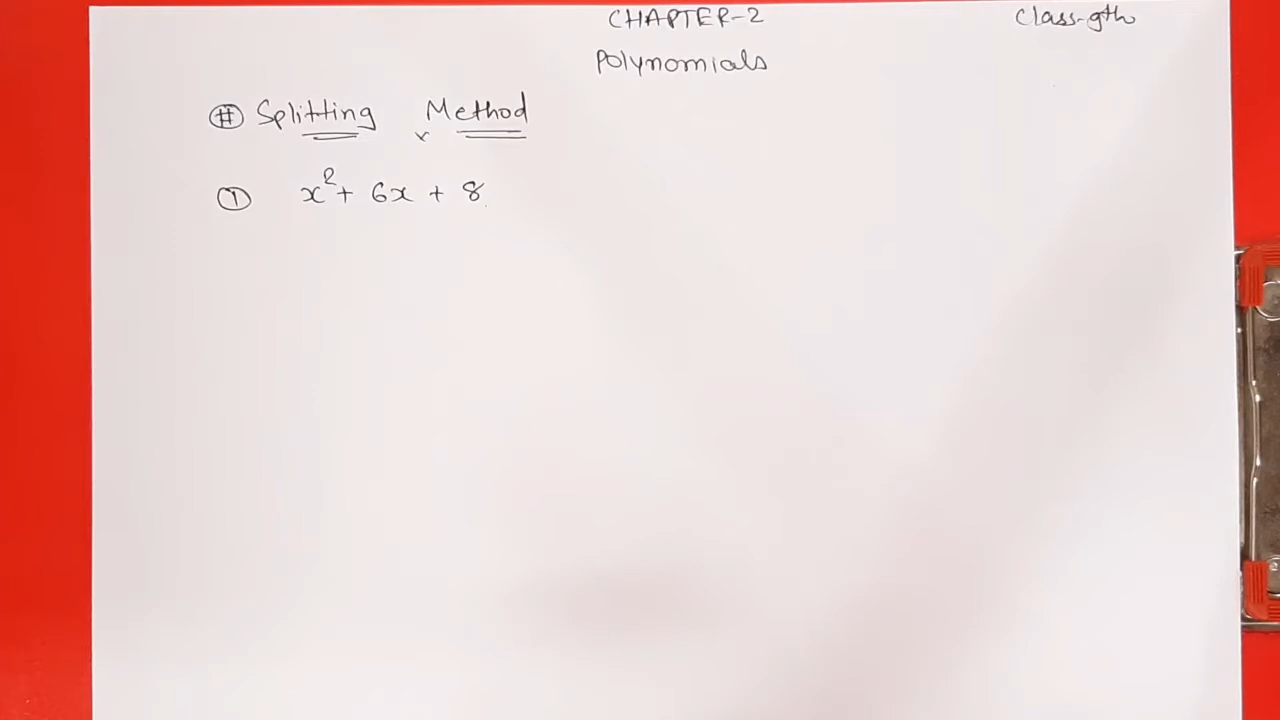 CHAPTER-2
Class-9th
Polynomials
# Splitting Method
① x² + 6x + 8